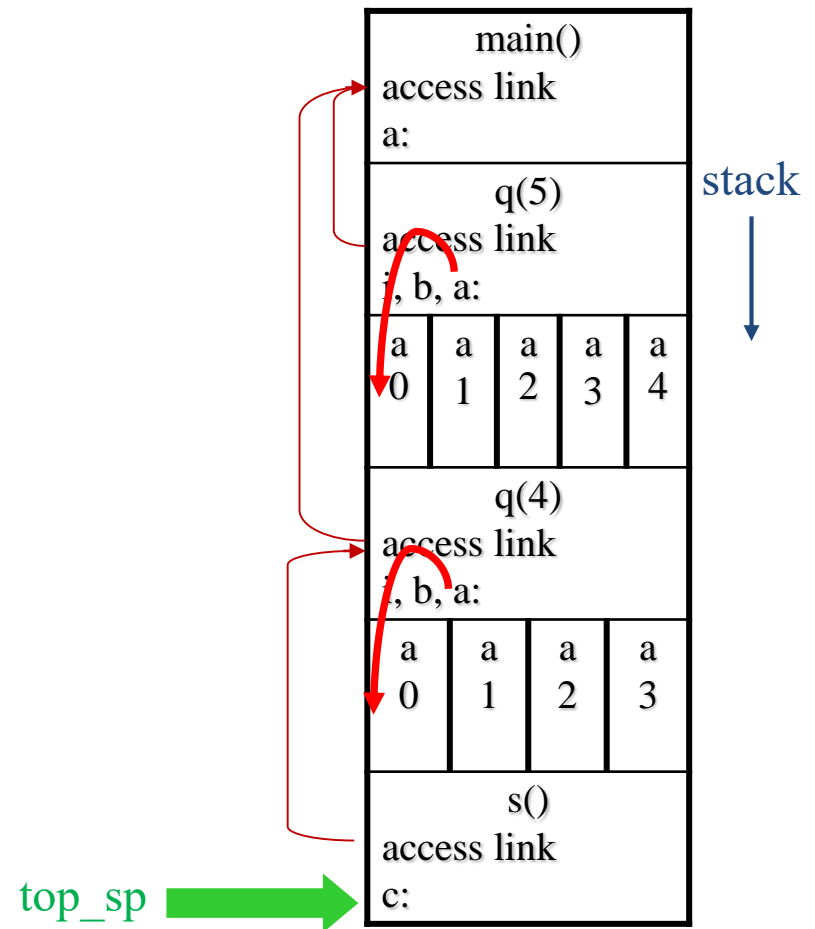 main()
access link
a:
stack
q(5)
access link
i, b, a:
a a a a a
0 1 2 3 4
q(4)
access link
i, b, a:
a a a a
0 1 2 3
s()
access link
top_sp
c: